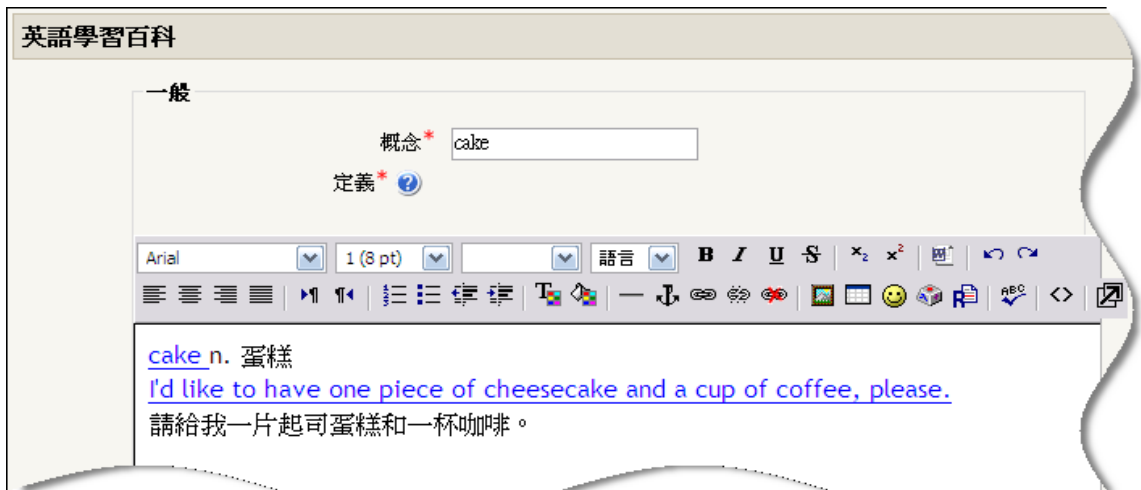 英語學習百科
一般
概念* cake
定義*
Arial 1 (8 pt) 語言 B I U S x₂ x²
cake n. 蛋糕
I'd like to have one piece of cheesecake and a cup of coffee, please.
請給我一片起司蛋糕和一杯咖啡。